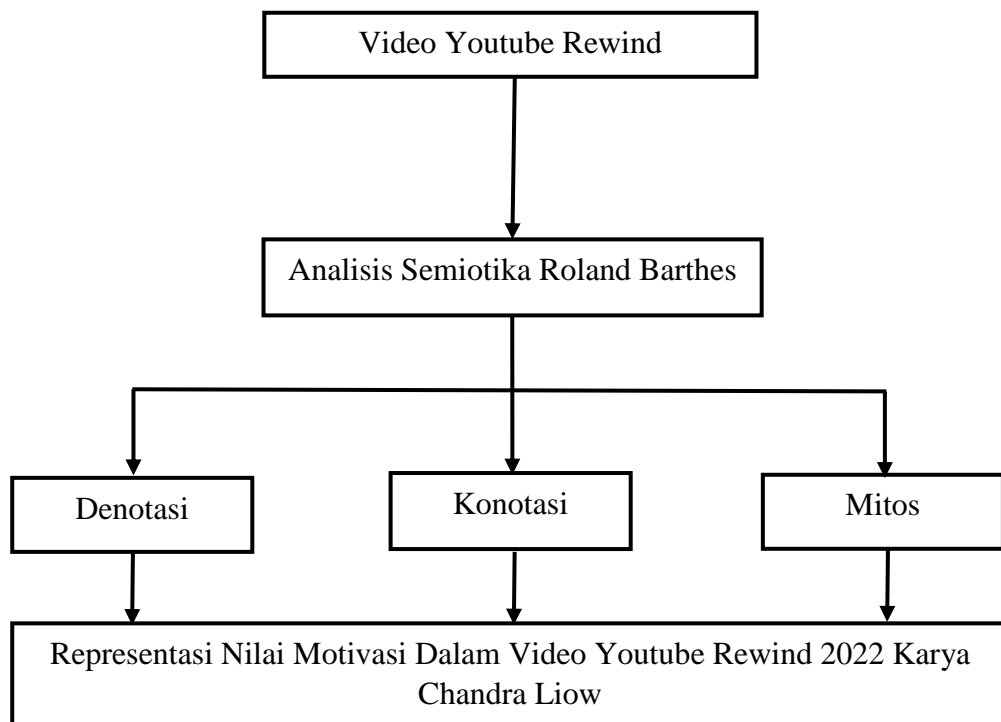 Video Youtube Rewind
Analisis Semiotika Roland Barthes
Denotasi
Konotasi
Mitos
Representasi Nilai Motivasi Dalam Video Youtube Rewind 2022 Karya
Chandra Liow